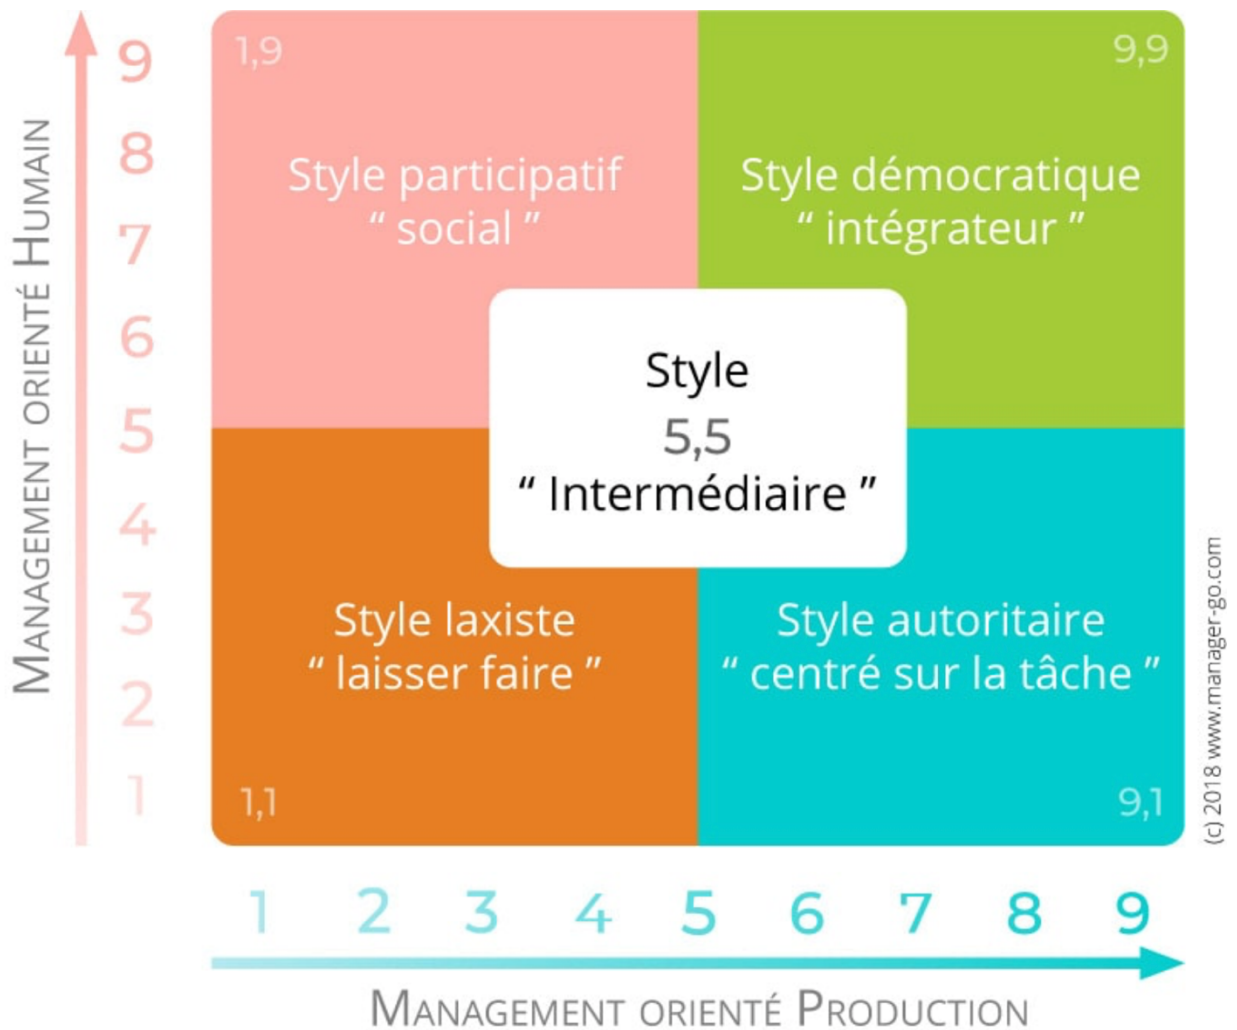 MANAGEMENT ORIENTÉ HUMAIN
9
8
7
6
5
4
3
2
1
1,9
Style participatif
“ social ”
9,9
Style démocratique
“ intégrateur ”
Style
5,5
“ Intermédiaire ”
Style laxiste
“ laisser faire ”
1,1
Style autoritaire
“ centré sur la tâche ”
9,1
1 2 3 4 5 6 7 8 9
MANAGEMENT ORIENTÉ PRODUCTION
(c) 2018 www.manager-go.com